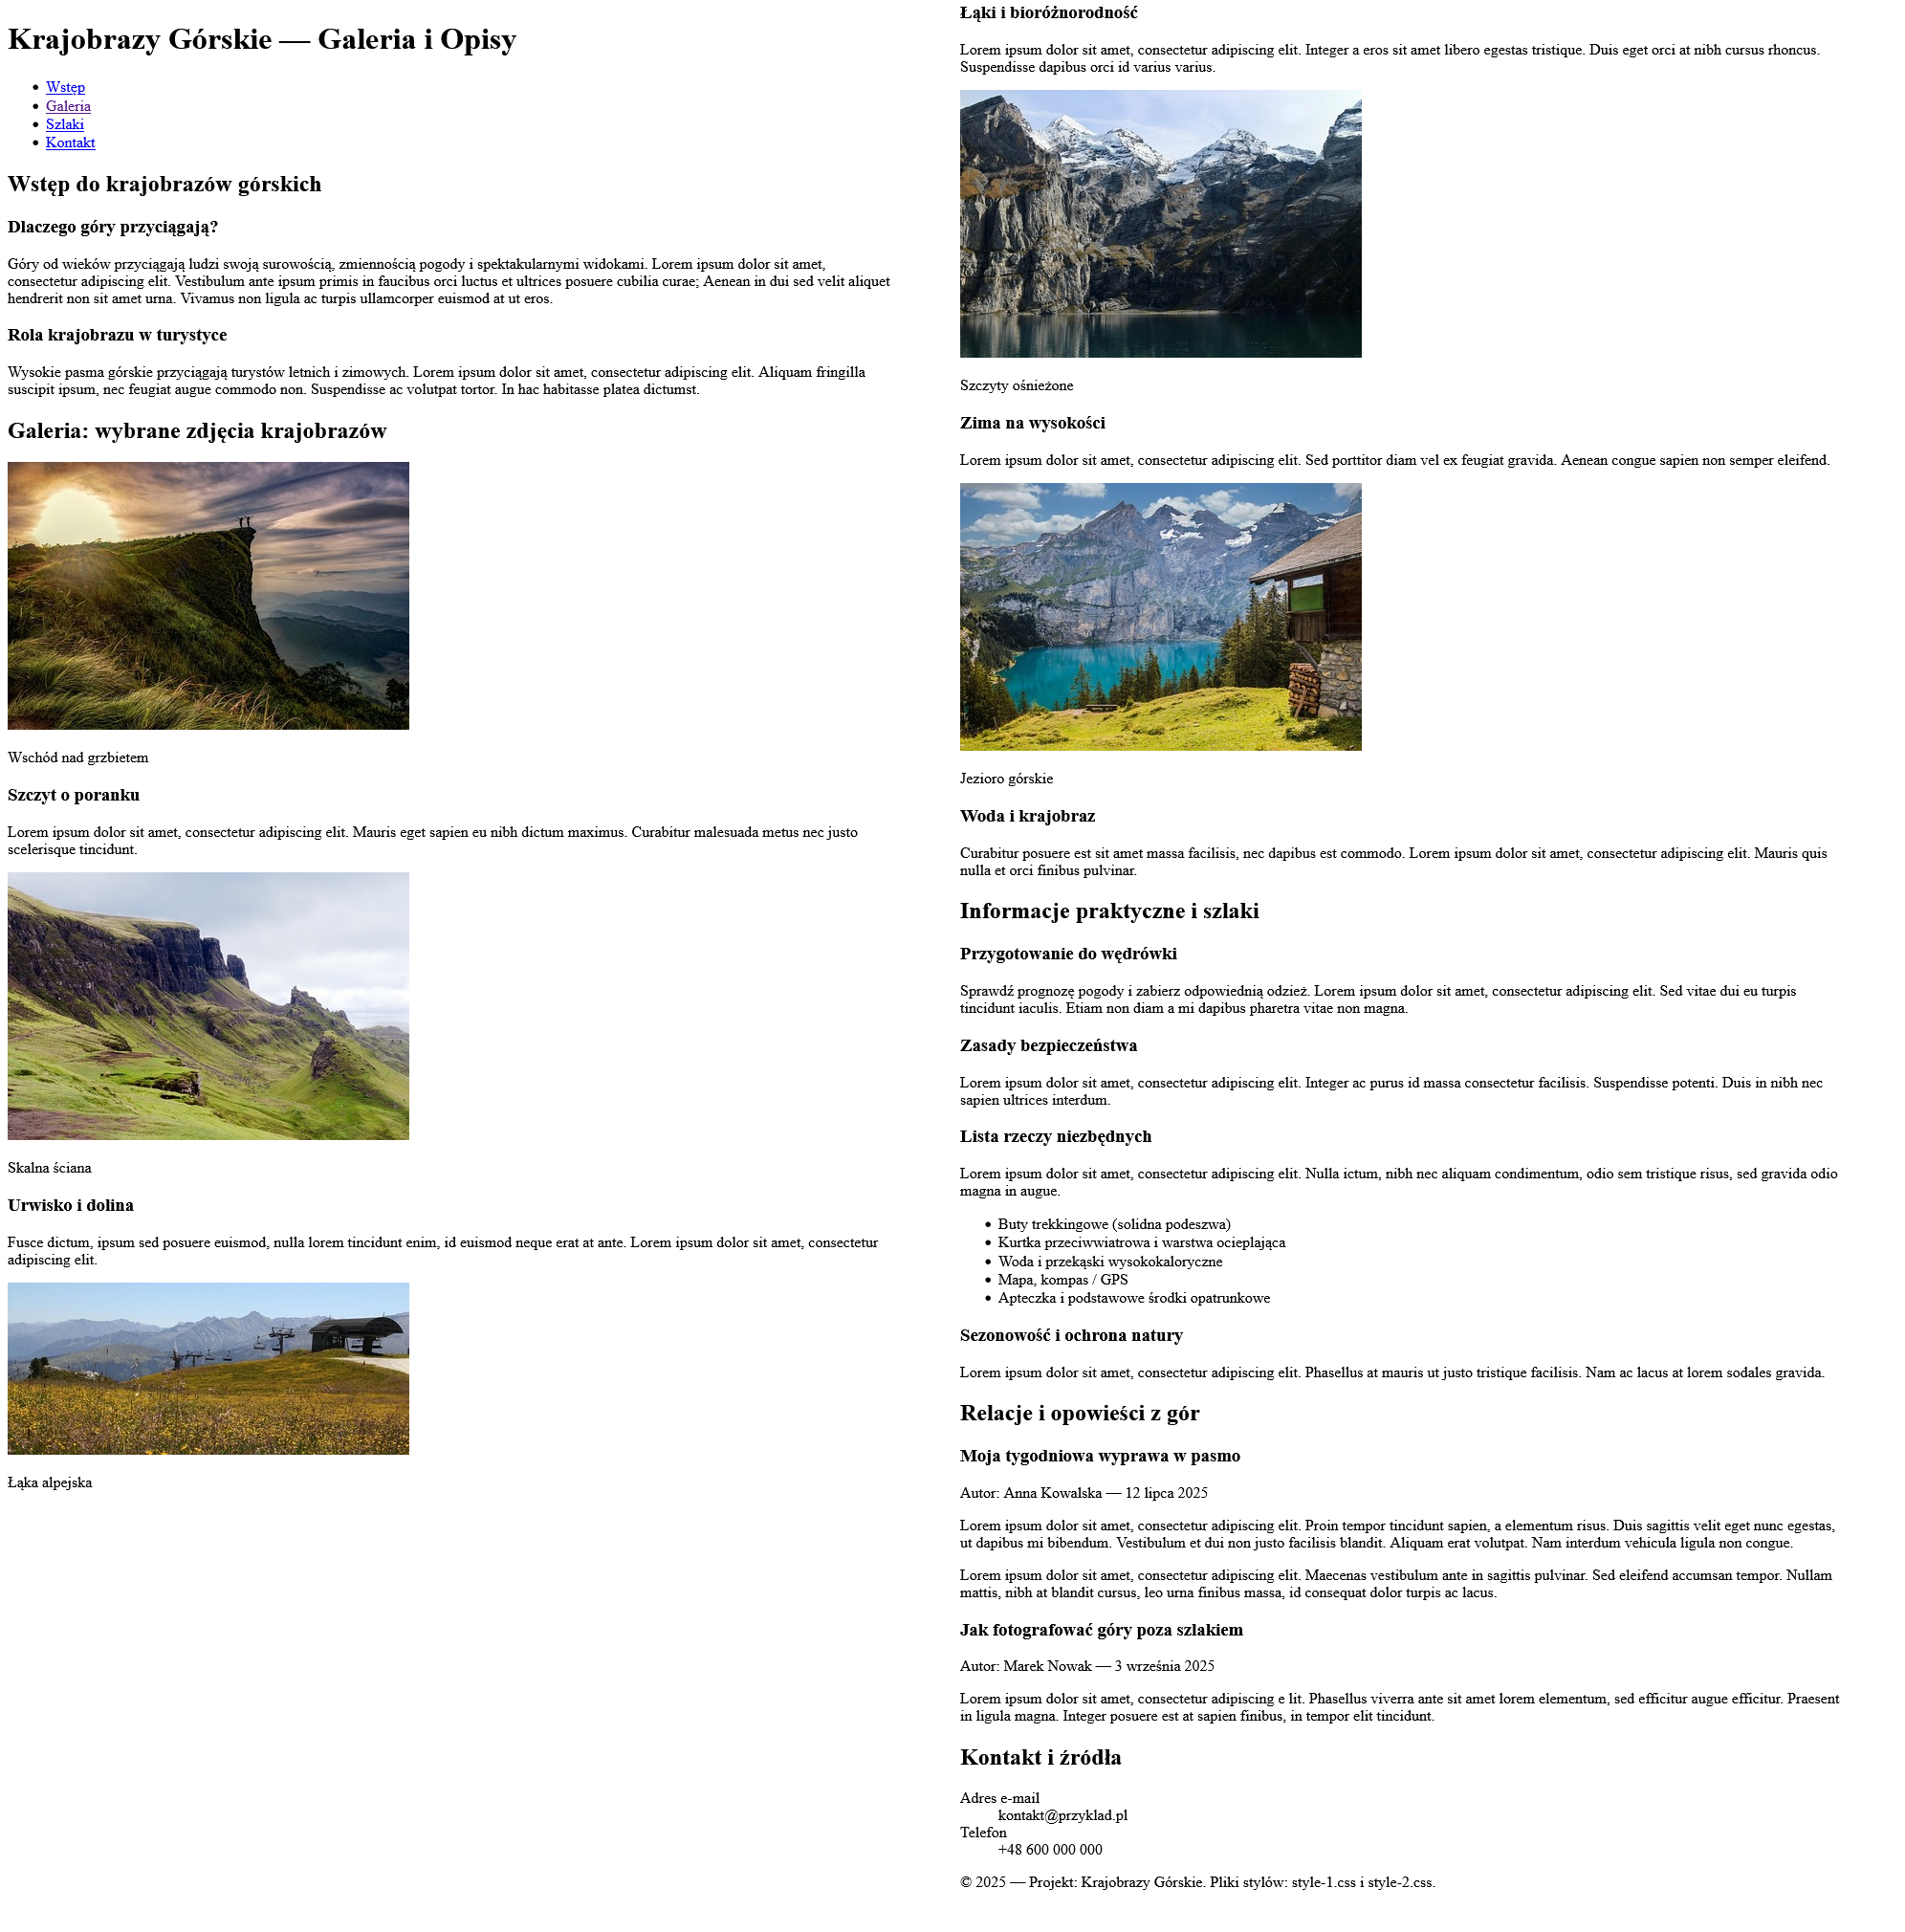 Krajobrazy Górskie — Galeria i Opisy
Wstęp
Galeria
Szlaki
Kontakt
Wstęp do krajobrazów górskich
Dlaczego góry przyciągają?
Góry od wieków przyciągają ludzi swoją surowością, zmiennością pogody i spektakularnymi widokami. Lorem ipsum dolor sit amet,
consectetur adipiscing elit. Vestibulum ante ipsum primis in faucibus orci luctus et ultrices posuere cubilia curae; Aenean in dui sed velit aliquet
hendrerit non sit amet urna. Vivamus non ligula ac turpis ullamcorper euismod at ut eros.
Rola krajobrazu w turystyce
Wysokie pasma górskie przyciągają turystów letnich i zimowych. Lorem ipsum dolor sit amet, consectetur adipiscing elit. Aliquam fringilla
suscipit ipsum, nec feugiat augue commodo non. Suspendisse ac volutpat tortor. In hac habitasse platea dictumst.
Galeria: wybrane zdjęcia krajobrazów
Wschód nad grzbietem
Szczyt o poranku
Lorem ipsum dolor sit amet, consectetur adipiscing elit. Mauris eget sapien eu nibh dictum maximus. Curabitur malesuada metus nec justo
scelerisque tincidunt.
Skalna ściana
Urwisko i dolina
Fusce dictum, ipsum sed posuere euismod, nulla lorem tincidunt enim, id euismod neque erat at ante. Lorem ipsum dolor sit amet, consectetur
adipiscing elit.
Łąka alpejska
Łąki i bioróżnorodność
Lorem ipsum dolor sit amet, consectetur adipiscing elit. Integer a eros sit amet libero egestas tristique. Duis eget orci at nibh cursus rhoncus.
Suspendisse dapibus orci id varius varius.
Szczyty ośnieżone
Zima na wysokości
Lorem ipsum dolor sit amet, consectetur adipiscing elit. Sed porttitor diam vel ex feugiat gravida. Aenean congue sapien non semper eleifend.
Jezioro górskie
Woda i krajobraz
Curabitur posuere est sit amet massa facilisis, nec dapibus est commodo. Lorem ipsum dolor sit amet, consectetur adipiscing elit. Mauris quis
nulla et orci finibus pulvinar.
Informacje praktyczne i szlaki
Przygotowanie do wędrówki
Sprawdź prognozę pogody i zabierz odpowiednią odzież. Lorem ipsum dolor sit amet, consectetur adipiscing elit. Sed vitae dui eu turpis
tincidunt iaculis. Etiam non diam a mi dapibus pharetra vitae non magna.
Zasady bezpieczeństwa
Lorem ipsum dolor sit amet, consectetur adipiscing elit. Integer ac purus id massa consectetur facilisis. Suspendisse potenti. Duis in nibh nec
sapien ultrices interdum.
Lista rzeczy niezbędnych
Lorem ipsum dolor sit amet, consectetur adipiscing elit. Nulla ictum, nibh nec aliquam condimentum, odio sem tristique risus, sed gravida odio
magna in augue.
Buty trekkingowe (solidna podeszwa)
Kurtka przeciwwiatrowa i warstwa ocieplająca
Woda i przekąski wysokokaloryczne
Mapa, kompas / GPS
Apteczka i podstawowe środki opatrunkowe
Sezonowość i ochrona natury
Lorem ipsum dolor sit amet, consectetur adipiscing elit. Phasellus at mauris ut justo tristique facilisis. Nam ac lacus at lorem sodales gravida.
Relacje i opowieści z gór
Moja tygodniowa wyprawa w pasmo
Autor: Anna Kowalska — 12 lipca 2025
Lorem ipsum dolor sit amet, consectetur adipiscing elit. Proin tempor tincidunt sapien, a elementum risus. Duis sagittis velit eget nunc egestas,
ut dapibus mi bibendum. Vestibulum et dui non justo facilisis blandit. Aliquam erat volutpat. Nam interdum vehicula ligula non congue.
Lorem ipsum dolor sit amet, consectetur adipiscing elit. Maecenas vestibulum ante in sagittis pulvinar. Sed eleifend accumsan tempor. Nullam
mattis, nibh at blandit cursus, leo urna finibus massa, id consequat dolor turpis ac lacus.
Jak fotografować góry poza szlakiem
Autor: Marek Nowak — 3 września 2025
Lorem ipsum dolor sit amet, consectetur adipiscing e lit. Phasellus viverra ante sit amet lorem elementum, sed efficitur augue efficitur. Praesent
in ligula magna. Integer posuere est at sapien finibus, in tempor elit tincidunt.
Kontakt i źródła
Adres e-mail
kontakt@przyklad.pl
Telefon
+48 600 000 000
© 2025 — Projekt: Krajobrazy Górskie. Pliki stylów: style-1.css i style-2.css.